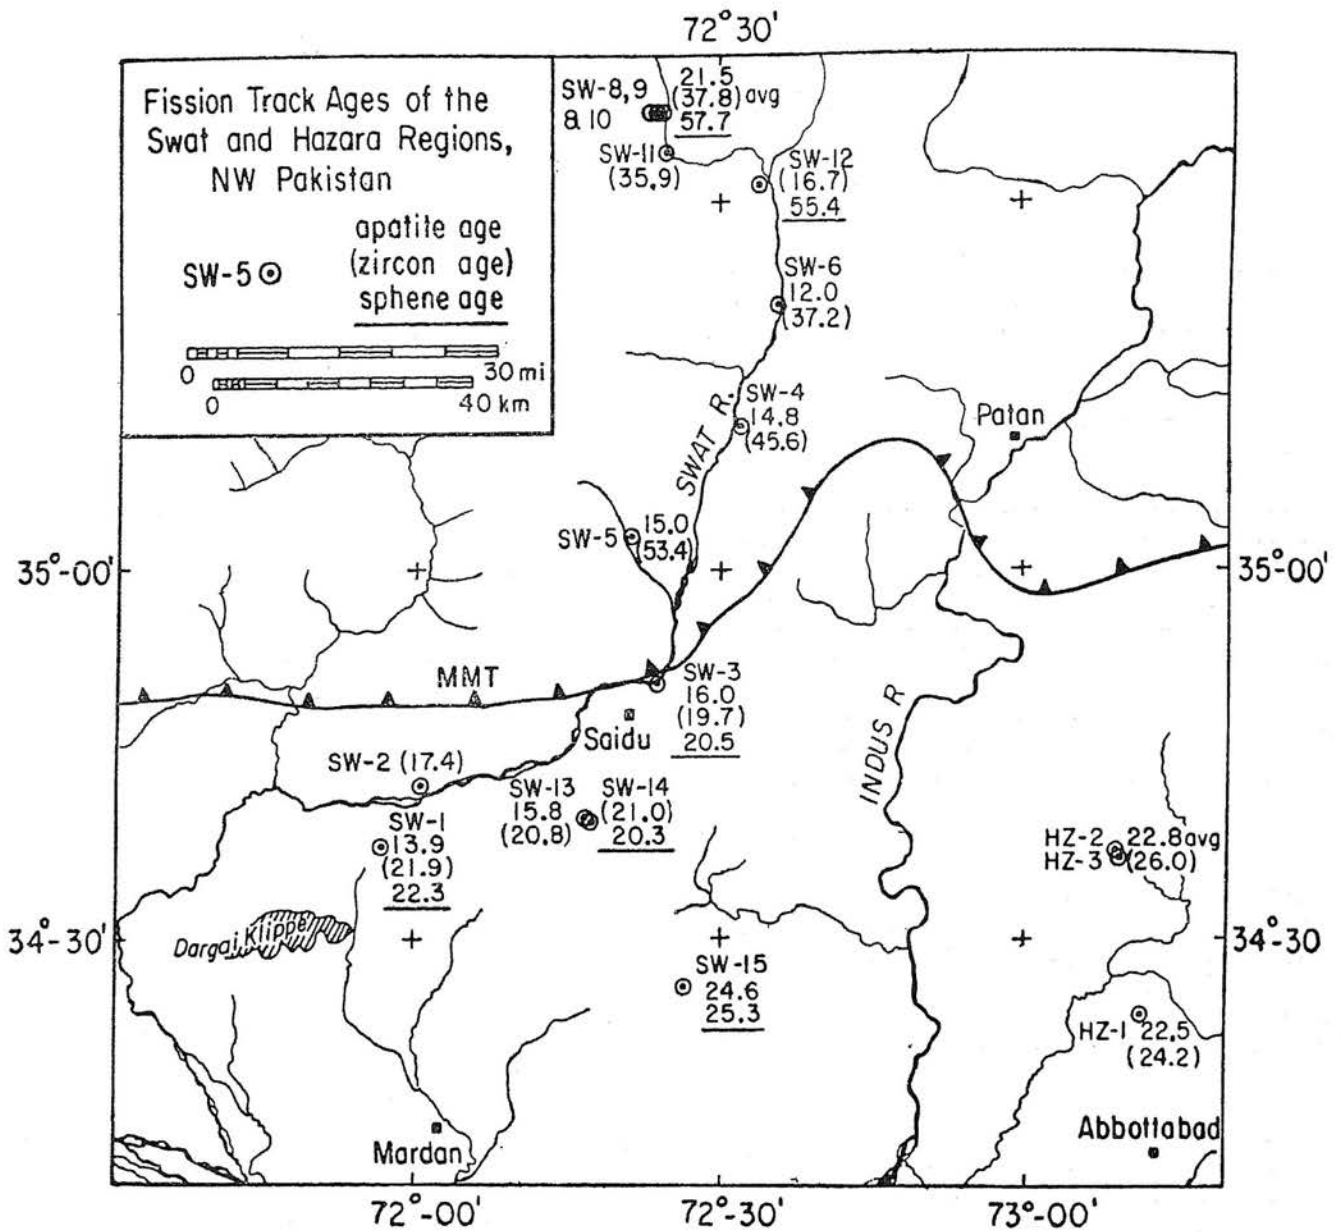 72°30'
Fission Track Ages of the
Swat and Hazara Regions,
NW Pakistan
apatite age
SW-5 (zircon age)
sphene age
0 30 mi
0 40 km
SW-8,9
& 10
21.5
(37.8) avg
57.7
SW-11
(35.9)
SW-12
(16.7)
55.4
SW-6
12.0
(37.2)
SW-4
14.8
(45.6)
SWAT R.
Patan
SW-5 15.0
(53.4)
35°-00'
35°-00'
MMT
SW-3
16.0
(19.7)
20.5
Saidu
INDUS R
SW-2 (17.4)
SW-13
15.8
(20.8)
SW-14
(21.0)
20.3
SW-1
13.9
(21.9)
22.3
HZ-2 22.8 avg
HZ-3 (26.0)
Dargai Klippe
34°-30'
34°-30
SW-15
24.6
25.3
HZ-1 22.5
(24.2)
Mardan
Abbottabad
72°-00'
72°-30'
73°-00'